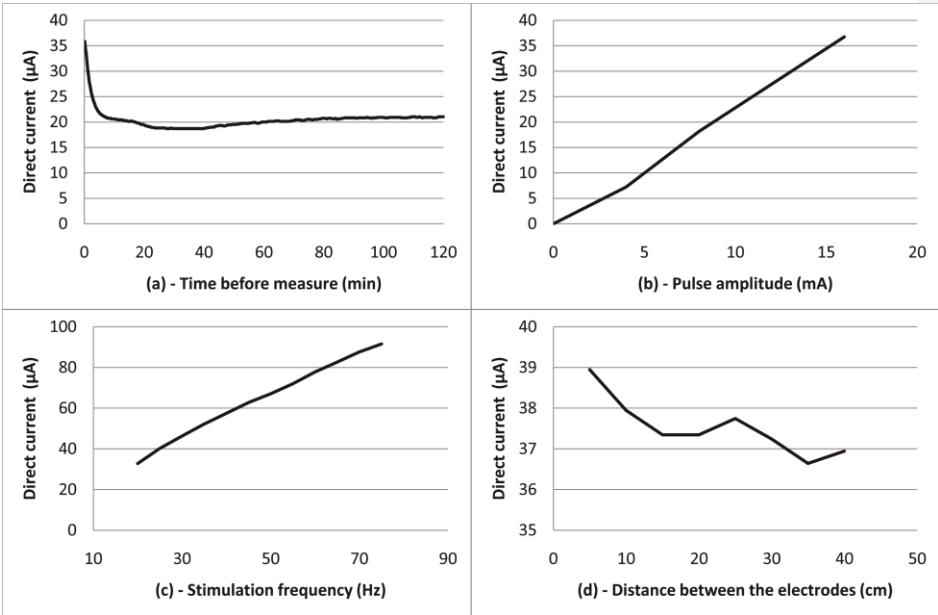 40
35
30
25
20
15
10
5
0
Direct current (µA)
0 20 40 60 80 100 120
(a) - Time before measure (min)
40
35
30
25
20
15
10
5
0
Direct current (µA)
0 5 10 15 20
(b) - Pulse amplitude (mA)
100
80
60
40
20
0
Direct current (µA)
10 30 50 70 90
(c) - Stimulation frequency (Hz)
40
39
38
37
36
35
Direct current (µA)
0 10 20 30 40 50
(d) - Distance between the electrodes (cm)